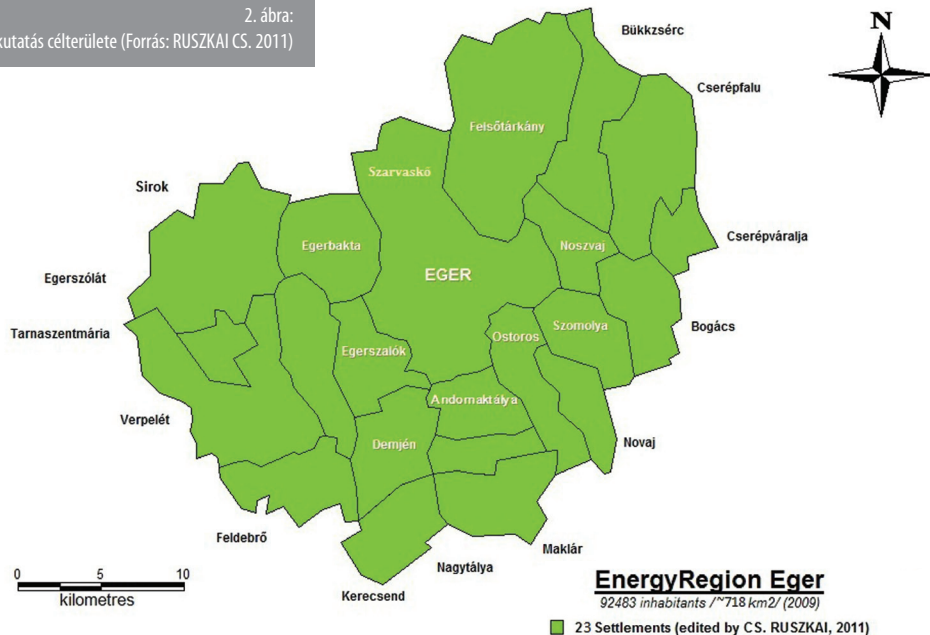 2. ábra:
kutatás célterülete (Forrás: RUSZKAI CS. 2011)
N
Bükkzsérc
Cserépfalu
Felsőtárkány
Szarvaskő
Sirok
Cserépváralja
Egerbakta
Noszvaj
EGER
Egerszólát
Bogács
Tarnaszentmária
Szomolya
Ostoros
Egerszalók
Andornaktálya
Verpelét
Demjén
Novaj
Feldebrő
Maklár
Nagytálya
Kerecsend
0 5 10
kilometres
EnergyRegion Eger
92483 inhabitants /~718 km2/ (2009)
23 Settlements (edited by CS. RUSZKAI, 2011)